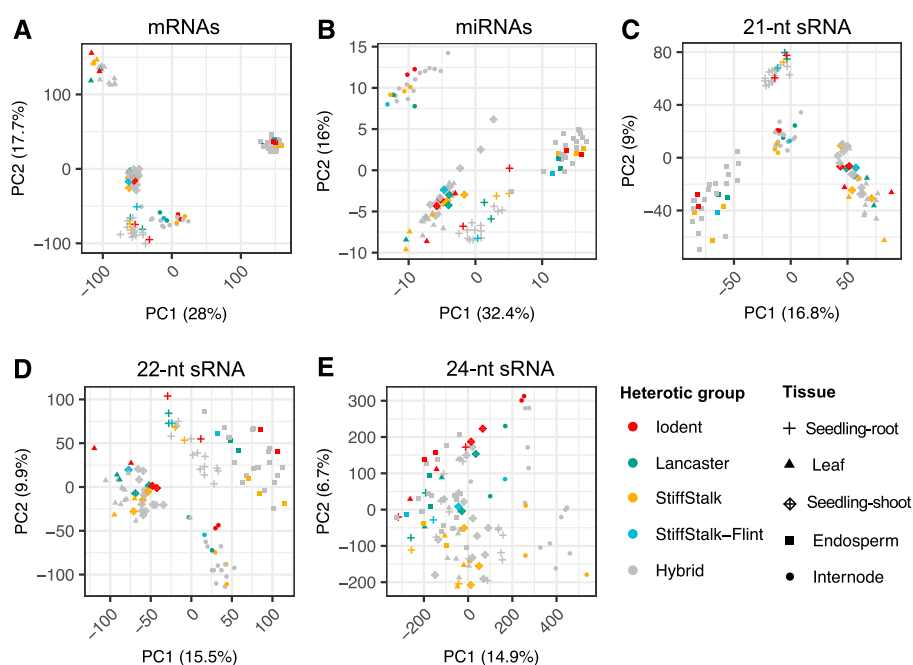 A mRNAs
PC2 (17.7%)
100
0
−100
−100
0
100
PC1 (28%)
B miRNAs
PC2 (16%)
15
10
5
0
−5
−10
−10
0
10
PC1 (32.4%)
C 21-nt sRNA
PC2 (9%)
80
40
0
−40
−50
0
50
PC1 (16.8%)
D 22-nt sRNA
PC2 (9.9%)
100
50
0
−50
−100
−100
−50
0
50
100
PC1 (15.5%)
E 24-nt sRNA
PC2 (6.7%)
300
200
100
0
−100
−200
−200
0
200
400
PC1 (14.9%)
Heterotic group
Iodent
Lancaster
StiffStalk
StiffStalk−Flint
Hybrid
Tissue
Seedling-root
Leaf
Seedling-shoot
Endosperm
Internode